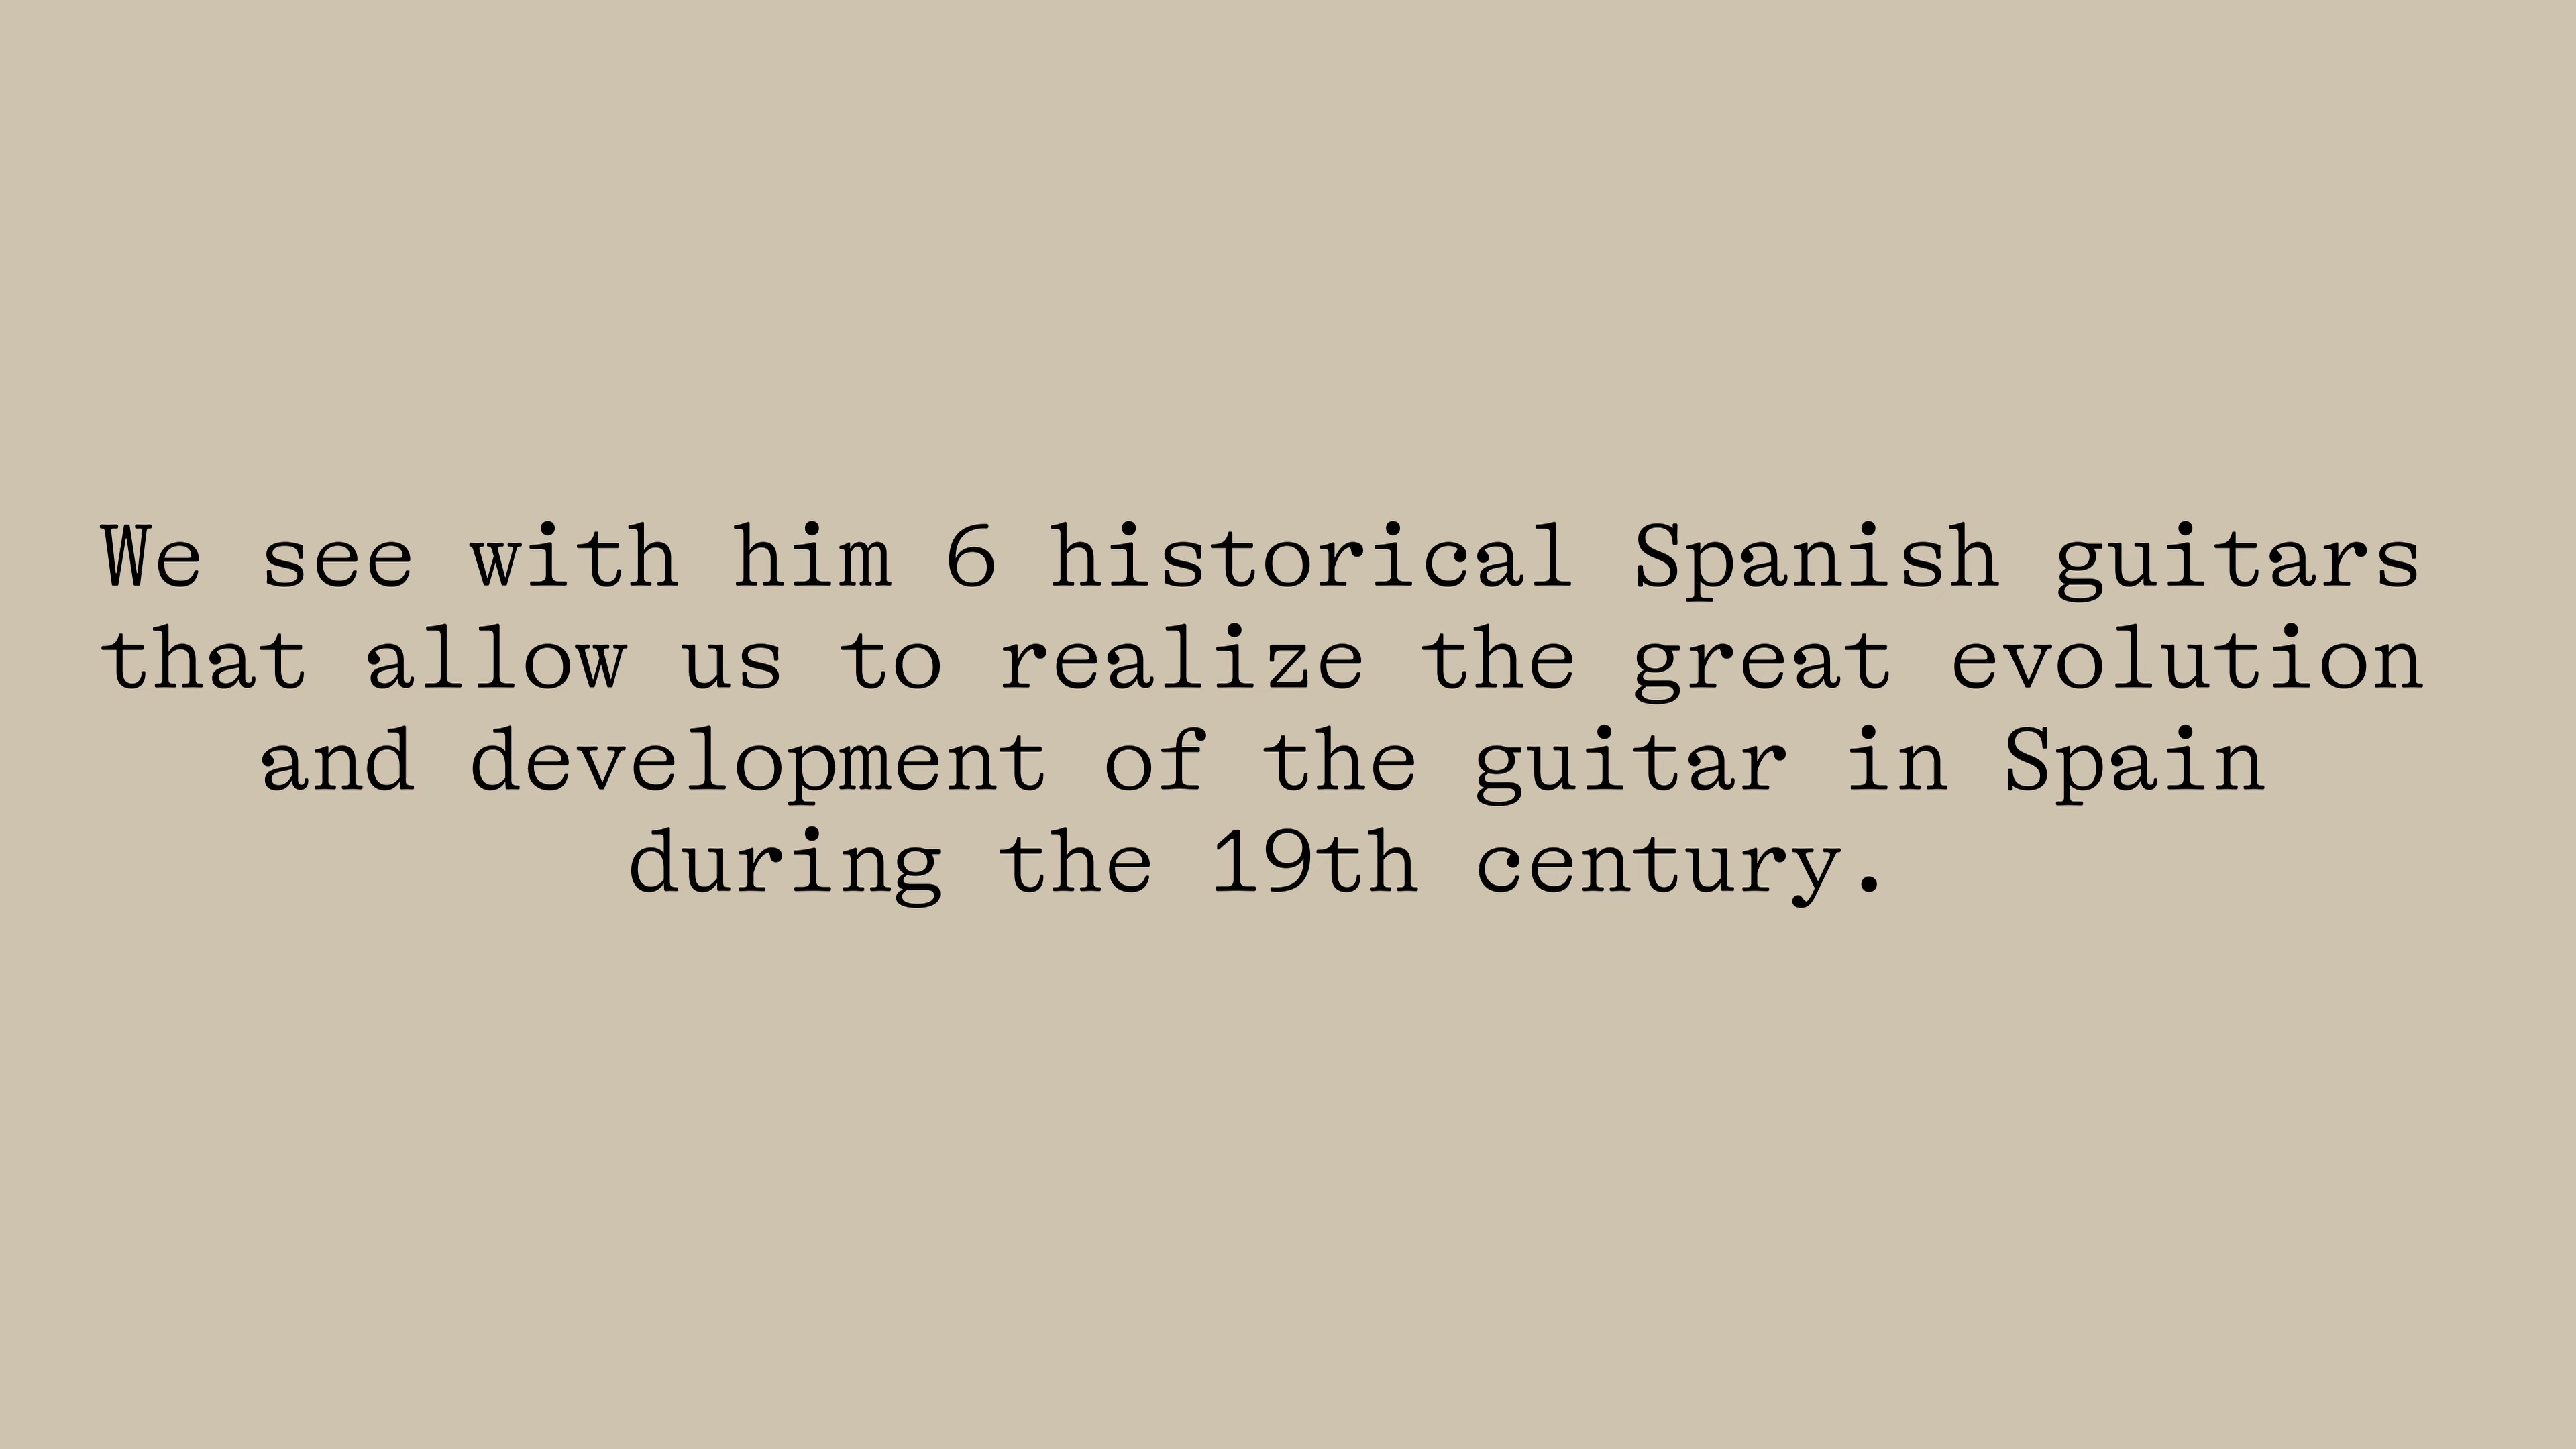 We see with him 6 historical Spanish guitars
that allow us to realize the great evolution
and development of the guitar in Spain
during the 19th century.